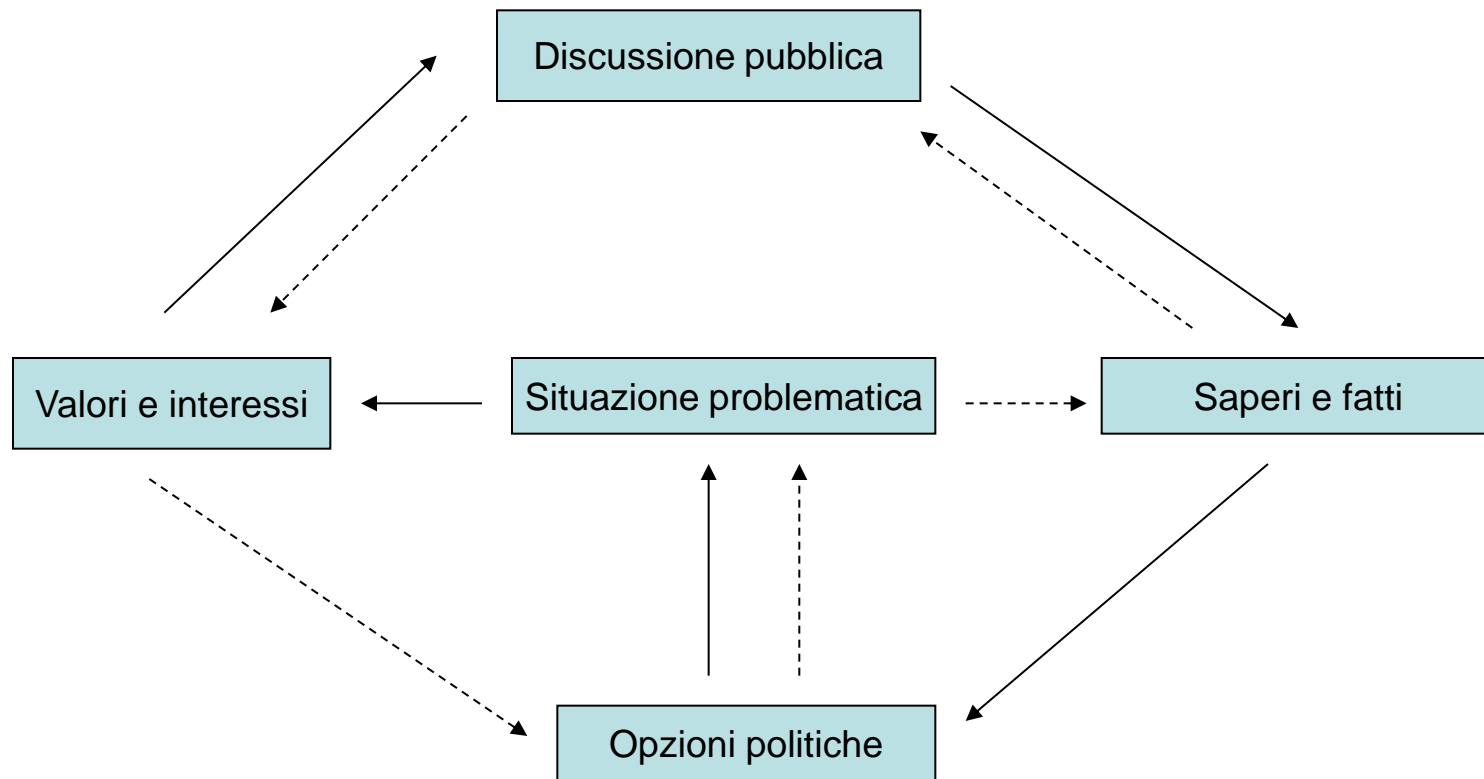 Discussione pubblica
Valori e interessi
Situazione problematica
Saperi e fatti
Opzioni politiche